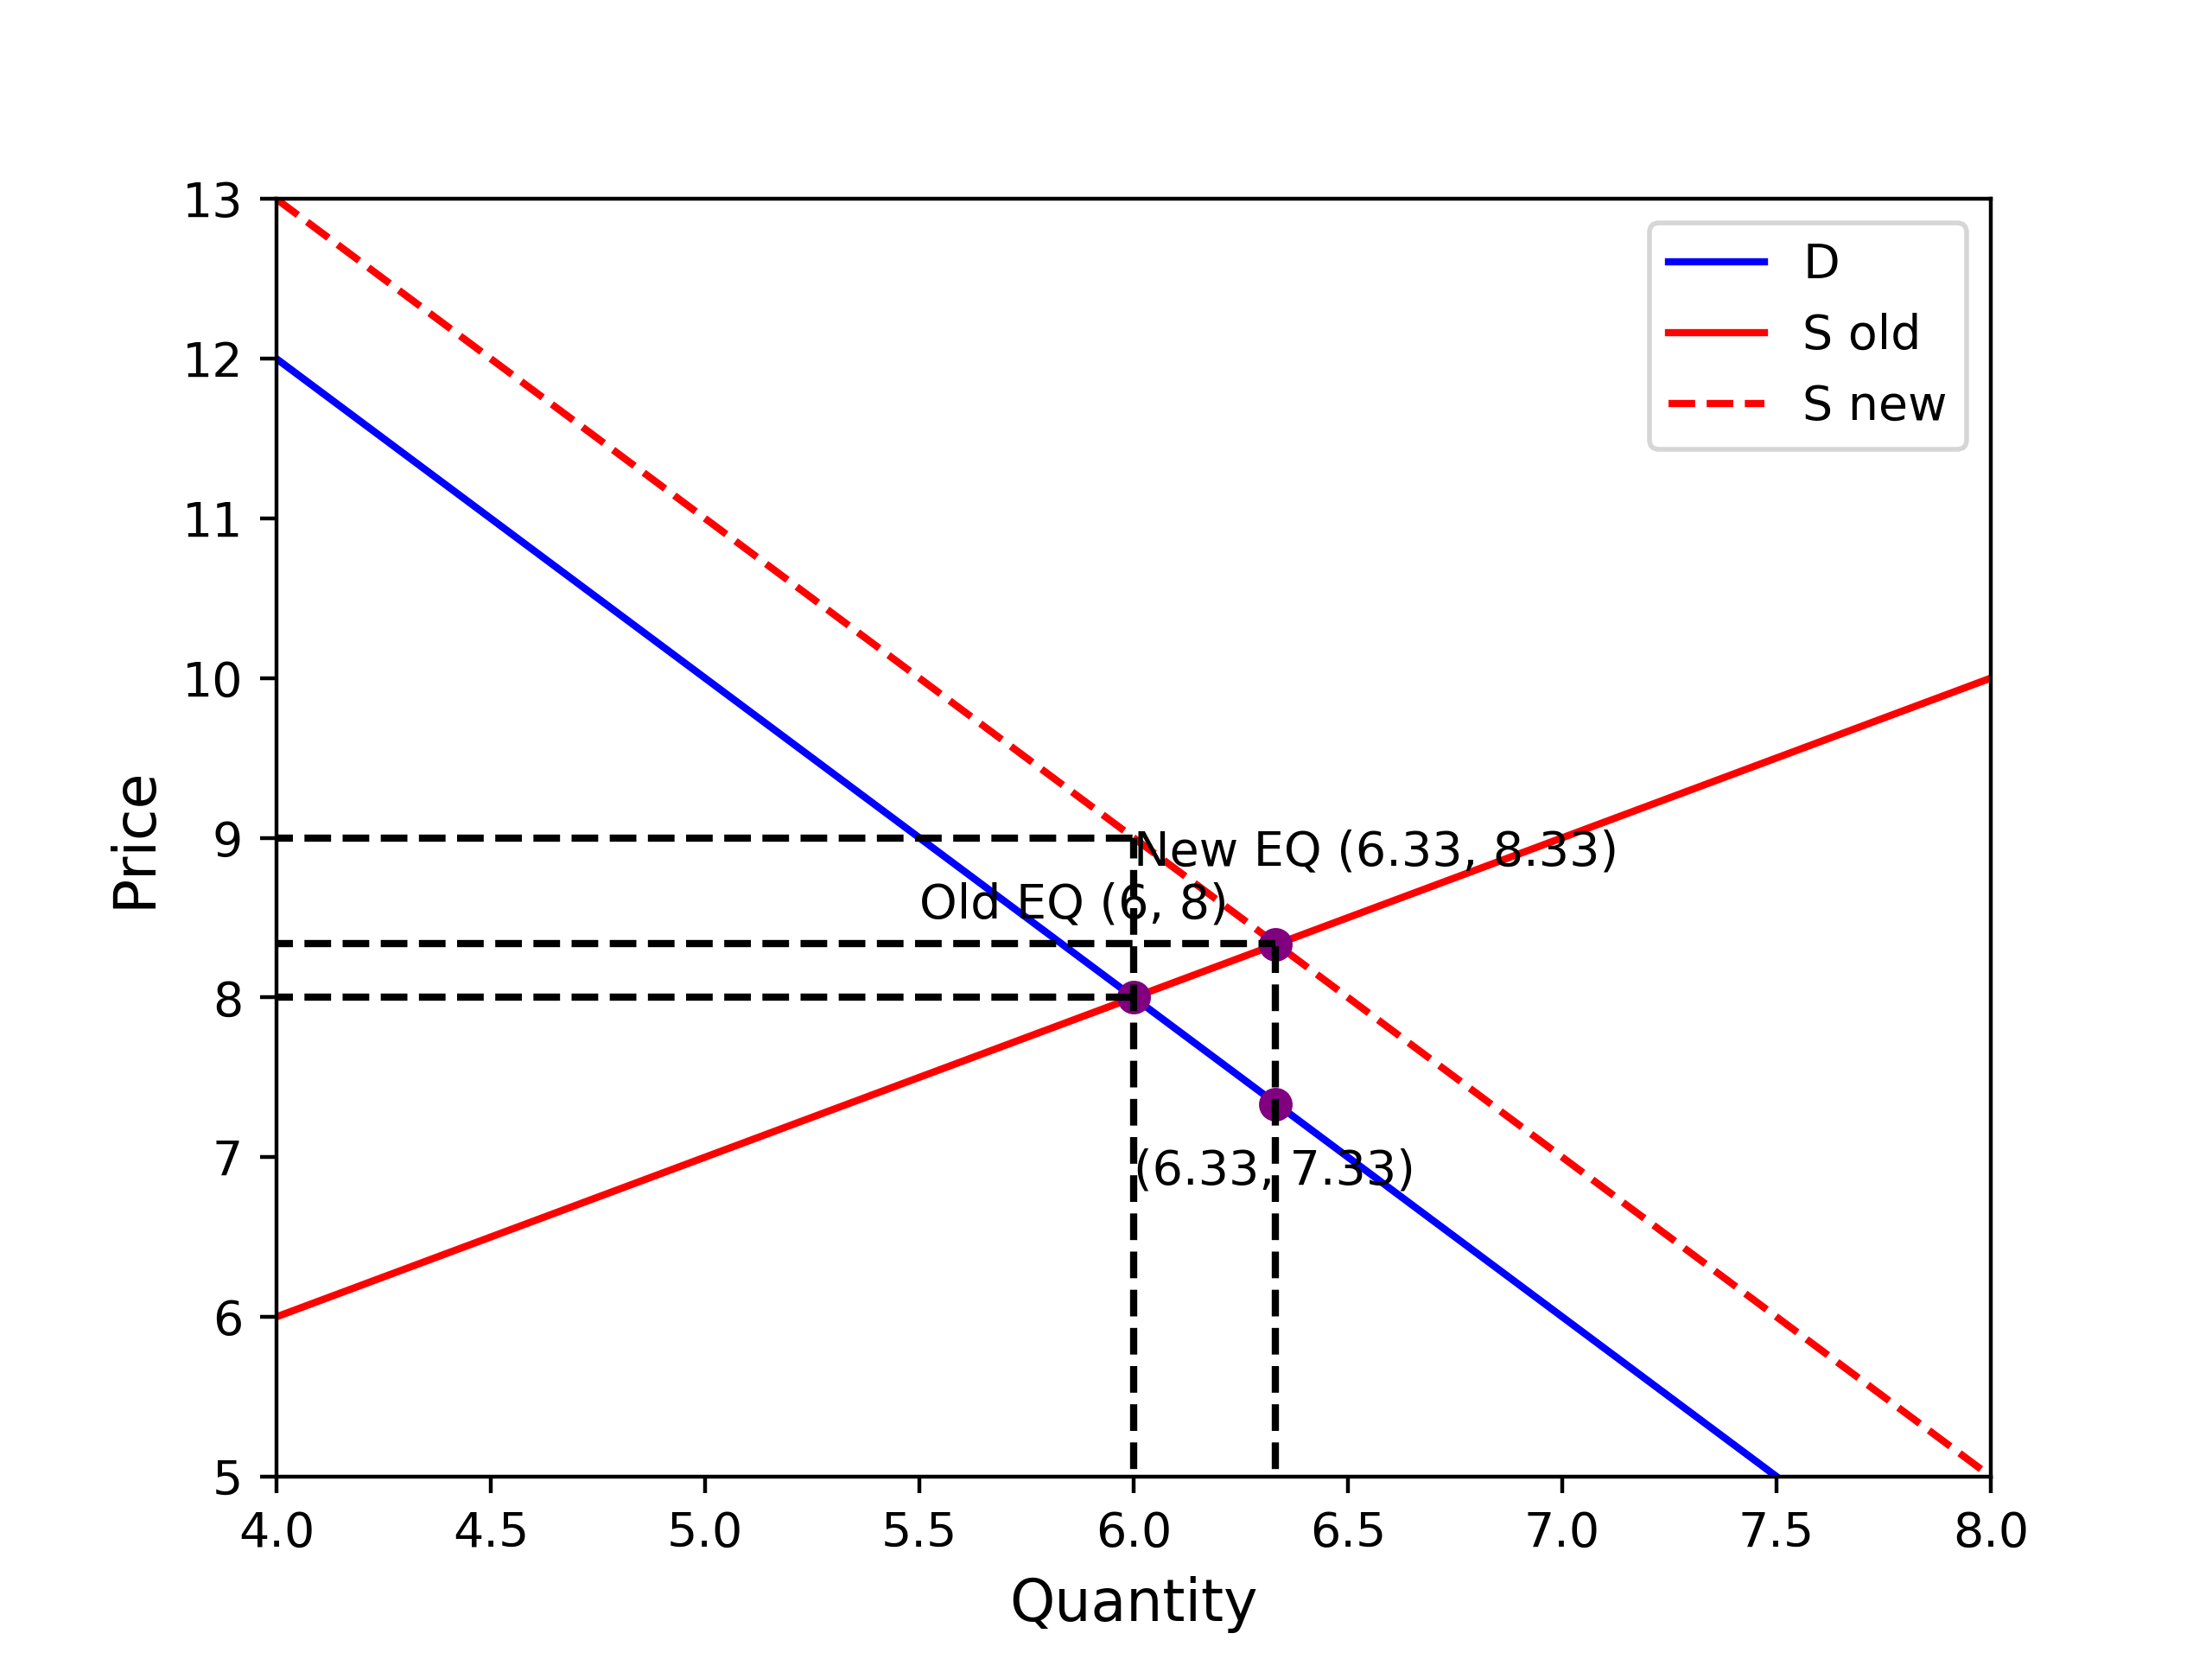 13
12
11
10
9
8
7
6
5
Price
D
S old
S new
New EQ (6.33, 8.33)
Old EQ (6, 8)
(6.33, 7.33)
4.0 4.5 5.0 5.5 6.0 6.5 7.0 7.5 8.0
Quantity